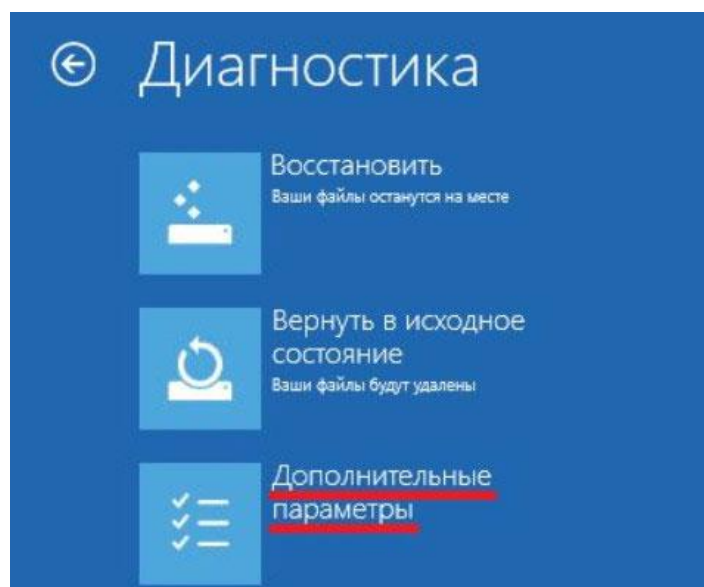 Диагностика
Восстановить
Ваши файлы останутся на месте
Вернуть в исходное
состояние
Ваши файлы будут удалены
Дополнительные
параметры